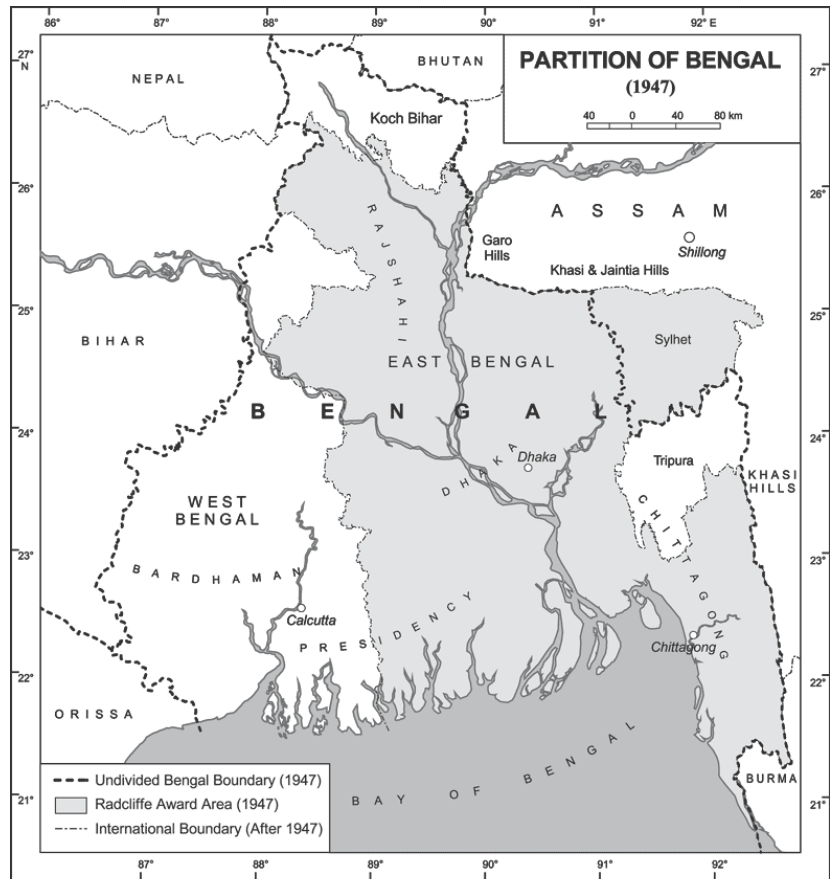 86° 87° 88° 89° 90° 91° 92° E
27°
N
27°
PARTITION OF BENGAL
(1947)
40 0 40 80 km
NEPAL
BHUTAN
Koch Bihar
26°
26°
RAJSHAHI
ASSAM
Shillong
Garo
Hills
Khasi & Jaintia Hills
25°
25°
BIHAR
Sylhet
EAST BENGAL
BENGAL
24°
24°
DHAKA
Dhaka
Tripura
KHASI
HILLS
WEST
BENGAL
CHITTAGONG
23°
23°
BARDHAMAN
Calcutta
PRESIDENCY
Chittagong
22°
22°
ORISSA
BURMA
BAY OF BENGAL
21°
21°
Undivided Bengal Boundary (1947)
Radcliffe Award Area (1947)
International Boundary (After 1947)
87° 88° 89° 90° 91° 92°